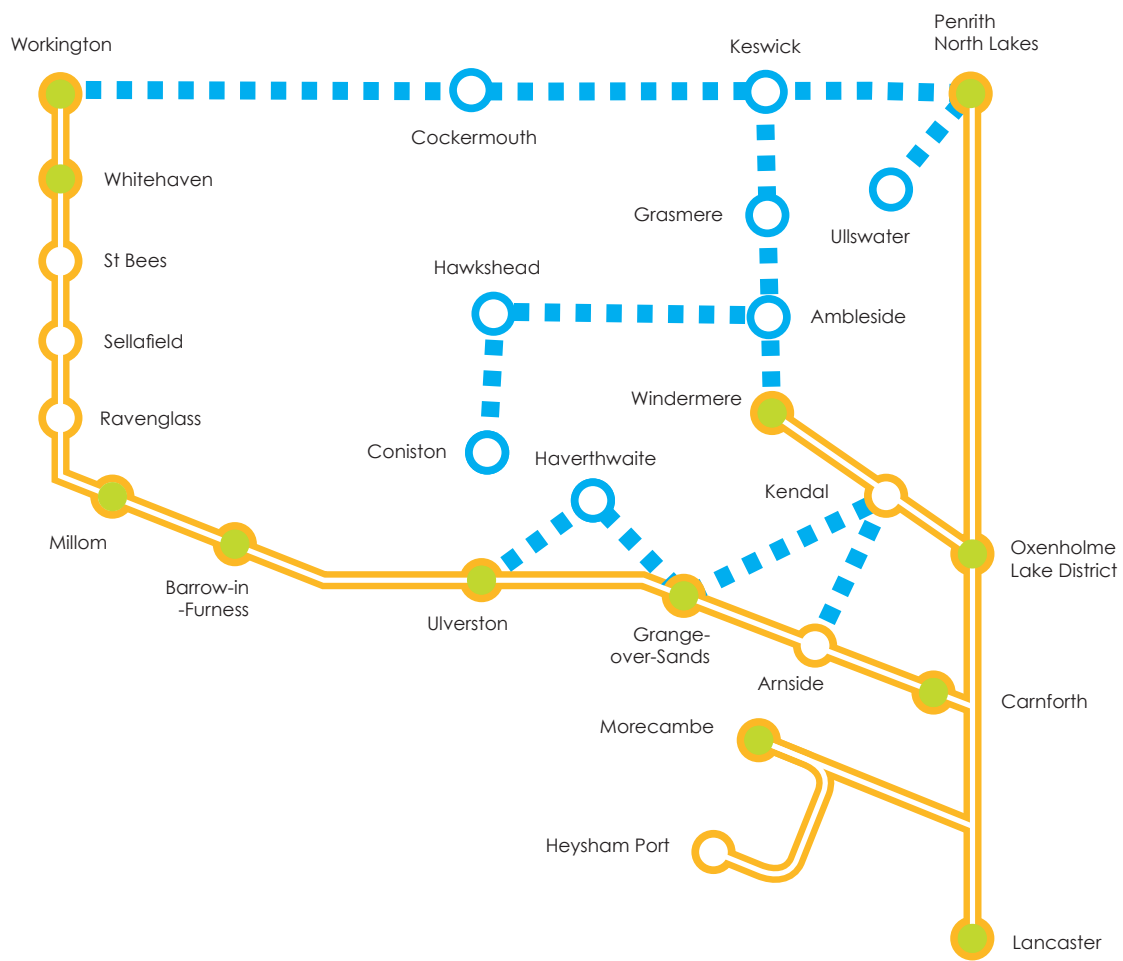 Penrith
North Lakes
Workington
Keswick
Cockermouth
Whitehaven
Grasmere
Ullswater
St Bees
Hawkshead
Ambleside
Sellafield
Windermere
Ravenglass
Coniston
Haverthwaite
Kendal
Millom
Oxenholme
Lake District
Barrow-in
-Furness
Ulverston
Grange-
over-Sands
Arnside
Carnforth
Morecambe
Heysham Port
Lancaster